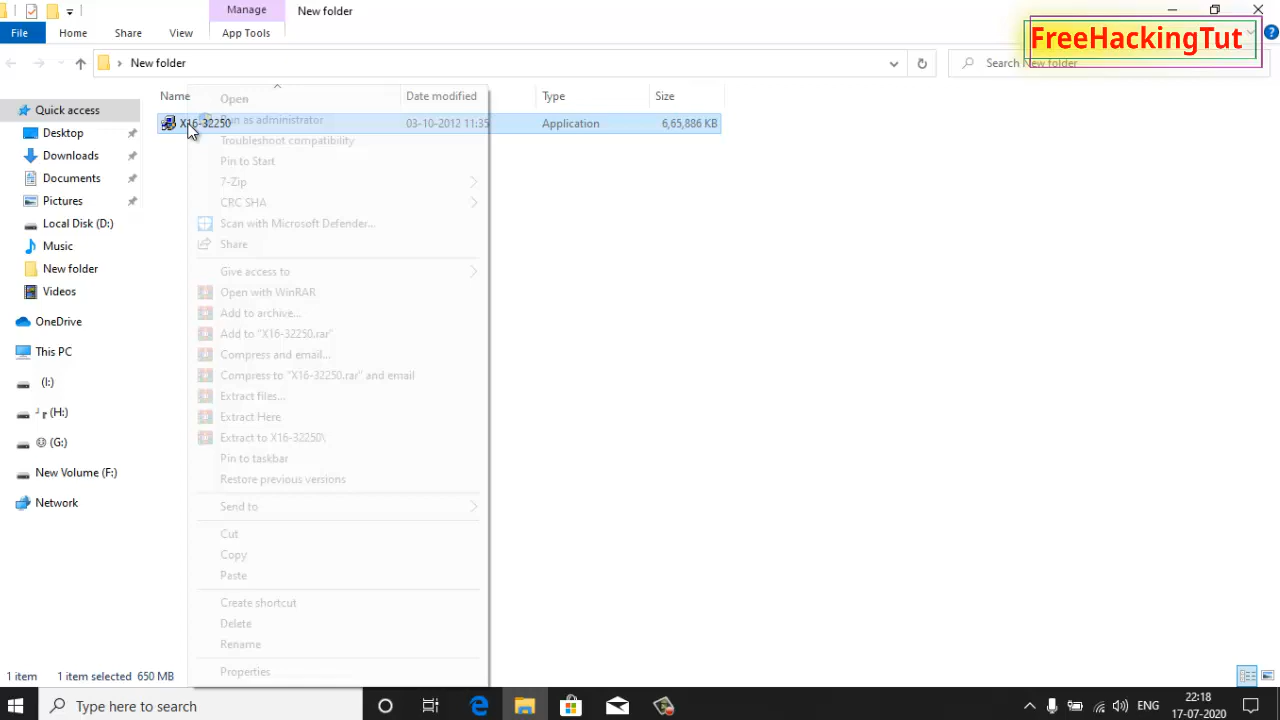 Manage
New folder
FreeHackingTut
File
Home
Share
View
App Tools
New folder
Search New folder
Name
Date modified
Type
Size
X16-32250
03-10-2012 11:35
Application
6,65,886 KB
Quick access
Desktop
Downloads
Documents
Pictures
Local Disk (D:)
Music
New folder
Videos
OneDrive
This PC
(I:)
(H:)
(G:)
New Volume (F:)
Network
Open
Run as administrator
Troubleshoot compatibility
Pin to Start
7-Zip
CRC SHA
Scan with Microsoft Defender...
Share
Give access to
Open with WinRAR
Add to archive...
Add to "X16-32250.rar"
Compress and email...
Compress to "X16-32250.rar" and email
Extract files...
Extract Here
Extract to X16-32250\
Pin to taskbar
Restore previous versions
Send to
Cut
Copy
Paste
Create shortcut
Delete
Rename
Properties
1 item
1 item selected 650 MB
Type here to search
ENG
22:18
17-07-2020